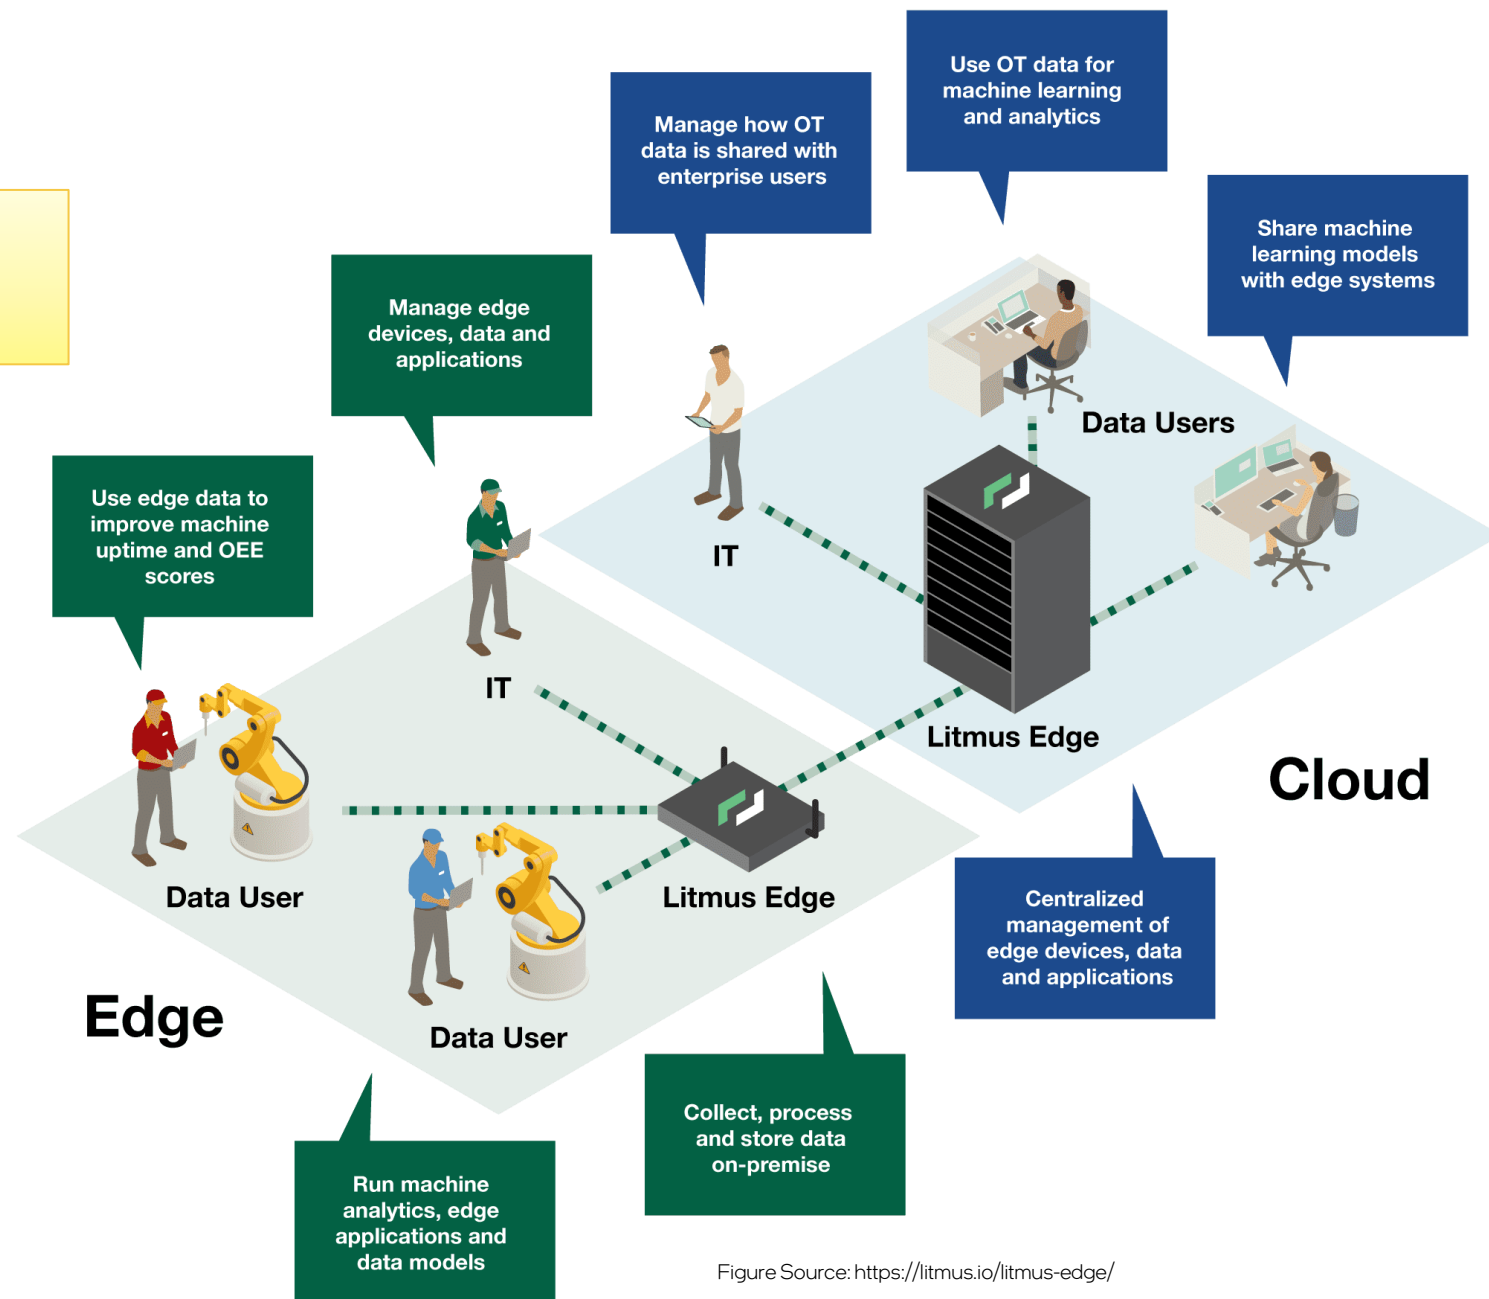 Use OT data for
machine learning
and analytics
Manage how OT
data is shared with
enterprise users
Share machine
learning models
with edge systems
Manage edge
devices, data and
applications
Use edge data to
improve machine
uptime and OEE
scores
Data Users
IT
IT
Litmus Edge
Cloud
Data User
Litmus Edge
Edge
Data User
Centralized
management of
edge devices, data
and applications
Collect, process
and store data
on-premise
Run machine
analytics, edge
applications and
data models
Figure Source: https://litmus.io/litmus-edge/